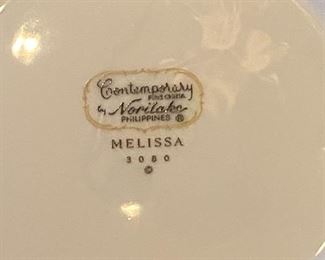 Contemporary
FINE CHINA
by Noritake
PHILIPPINES ®
MELISSA
3080
©